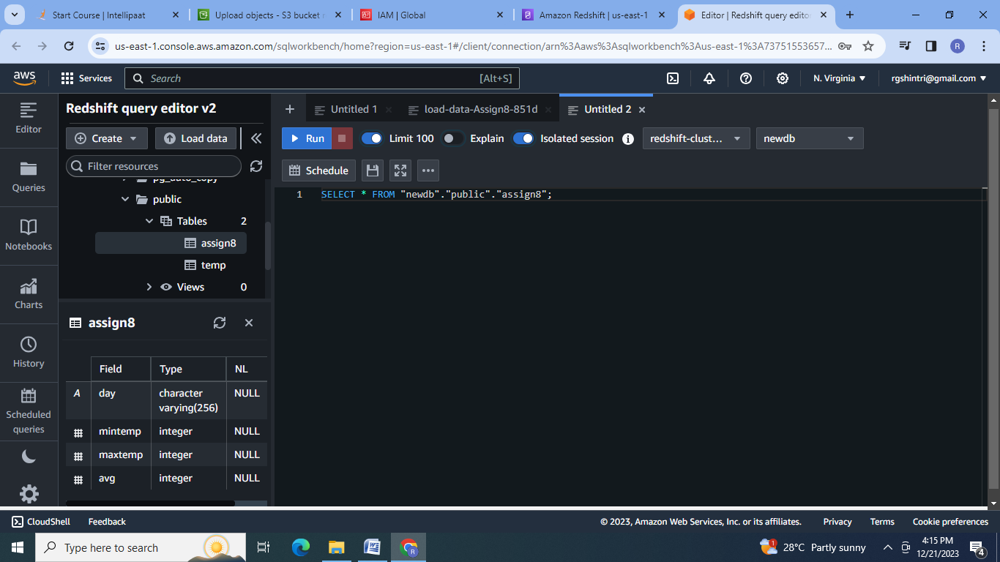 Start Course | Intellipaat
Upload objects - S3 bucket
IAM | Global
Amazon Redshift | us-east-1
Editor | Redshift query editor
us-east-1.console.aws.amazon.com/sqlworkbench/home?region=us-east-1#/client/connection/arn%3Aaws%3Asqlworkbench%3Aus-east-1%3A73751553657...
R
aws
Services
Search
[Alt+S]
N. Virginia
rgshintri@gmail.com
Editor
Queries
Notebooks
Charts
History
Scheduled
queries
Redshift query editor v2
Create
Load data
Filter resources
pg_auto_copy
public
Tables 2
assign8
temp
Views 0
assign8
Field Type NL
A day character varying(256) NULL
mintemp integer NULL
maxtemp integer NULL
avg integer NULL
Untitled 1
load-data-Assign8-851d
Untitled 2
Run
Limit 100
Explain
Isolated session
redshift-clust...
newdb
Schedule
1 SELECT * FROM "newdb"."public"."assign8";
CloudShell
Feedback
© 2023, Amazon Web Services, Inc. or its affiliates.
Privacy
Terms
Cookie preferences
Type here to search
1
28°C Partly sunny
4:15 PM
12/21/2023
4